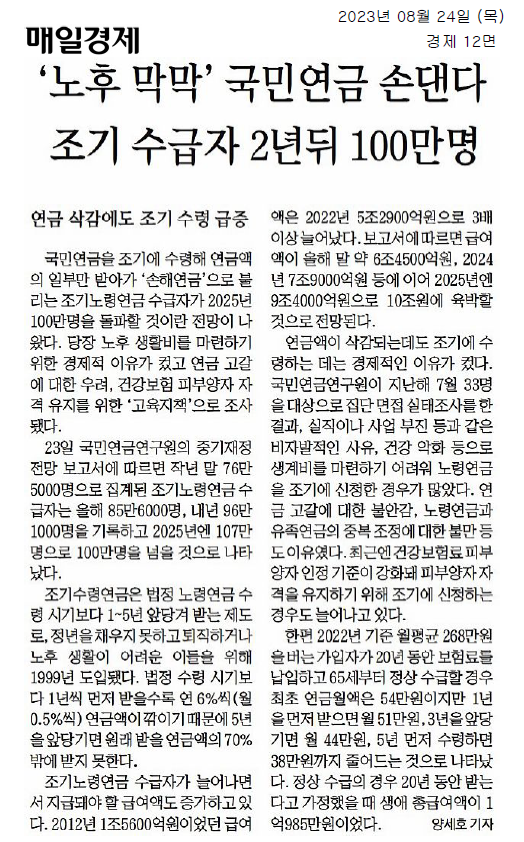 2023년 08월 24일 (목)
매일경제
경제 12면
‘노후 막막’ 국민연금 손댄다
조기 수급자 2년뒤 100만명
연금 삭감에도 조기 수령 급증
국민연금을 조기에 수령해 연금액
의 일부만 받아가 ‘손해연금’으로 불
리는 조기노령연금 수급자가 2025년
100만명을 돌파할 것이란 전망이 나
왔다. 당장 노후 생활비를 마련하기
위한 경제적 이유가 컸고 연금 고갈
에 대한 우려, 건강보험 피부양자 자
격 유지를 위한 ‘고육지책’으로 조사
됐다.
23일 국민연금연구원의 중기재정
전망 보고서에 따르면 작년 말 76만
5000명으로 집계된 조기노령연금 수
급자는 올해 85만6000명, 내년 96만
1000명을 기록하고 2025년엔 107만
명으로 100만명을 넘을 것으로 나타
났다.
조기수령연금은 법정 노령연금 수
령 시기보다 1~5년 앞당겨 받는 제도
로, 정년을 채우지 못하고 퇴직하거나
노후 생활이 어려운 이들을 위해
1999년 도입됐다. 법정 수령 시기보
다 1년씩 먼저 받을수록 연 6%씩(월
0.5%씩) 연금액이 깎이기 때문에 5년
을 앞당기면 원래 받을 연금액의 70%
밖에 받지 못한다.
조기노령연금 수급자가 늘어나면
서 지급돼야 할 급여액도 증가하고 있
다. 2012년 1조5600억원이었던 급여
액은 2022년 5조2900억원으로 3배
이상 늘어났다. 보고서에 따르면 급여
액이 올해 말 약 6조4500억원, 2024
년 7조9000억원 등에 이어 2025년엔
9조4000억원으로 10조원에 육박할
것으로 전망된다.
연금액이 삭감되는데도 조기에 수
령하는 데는 경제적인 이유가 컸다.
국민연금연구원이 지난해 7월 33명
을 대상으로 집단 면접 실태조사를 한
결과, 실직이나 사업 부진 등과 같은
비자발적인 사유, 건강 악화 등으로
생계비를 마련하기 어려워 노령연금
을 조기에 신청한 경우가 많았다. 연
금 고갈에 대한 불안감, 노령연금과
유족연금의 중복 조정에 대한 불만 등
도 이유였다. 최근엔 건강보험료 피부
양자 인정 기준이 강화돼 피부양자 자
격을 유지하기 위해 조기에 신청하는
경우도 늘어나고 있다.
한편 2022년 기준 월평균 268만원
을 버는 가입자가 20년 동안 보험료를
납입하고 65세부터 정상 수급할 경우
최초 연금월액은 54만원이지만 1년
을 먼저 받으면 월 51만원, 3년을 앞당
기면 월 44만원, 5년 먼저 수령하면
38만원까지 줄어드는 것으로 나타났
다. 정상 수급의 경우 20년 동안 받는
다고 가정했을 때 생애 총급여액이 1
억985만원이었다.
양세호 기자